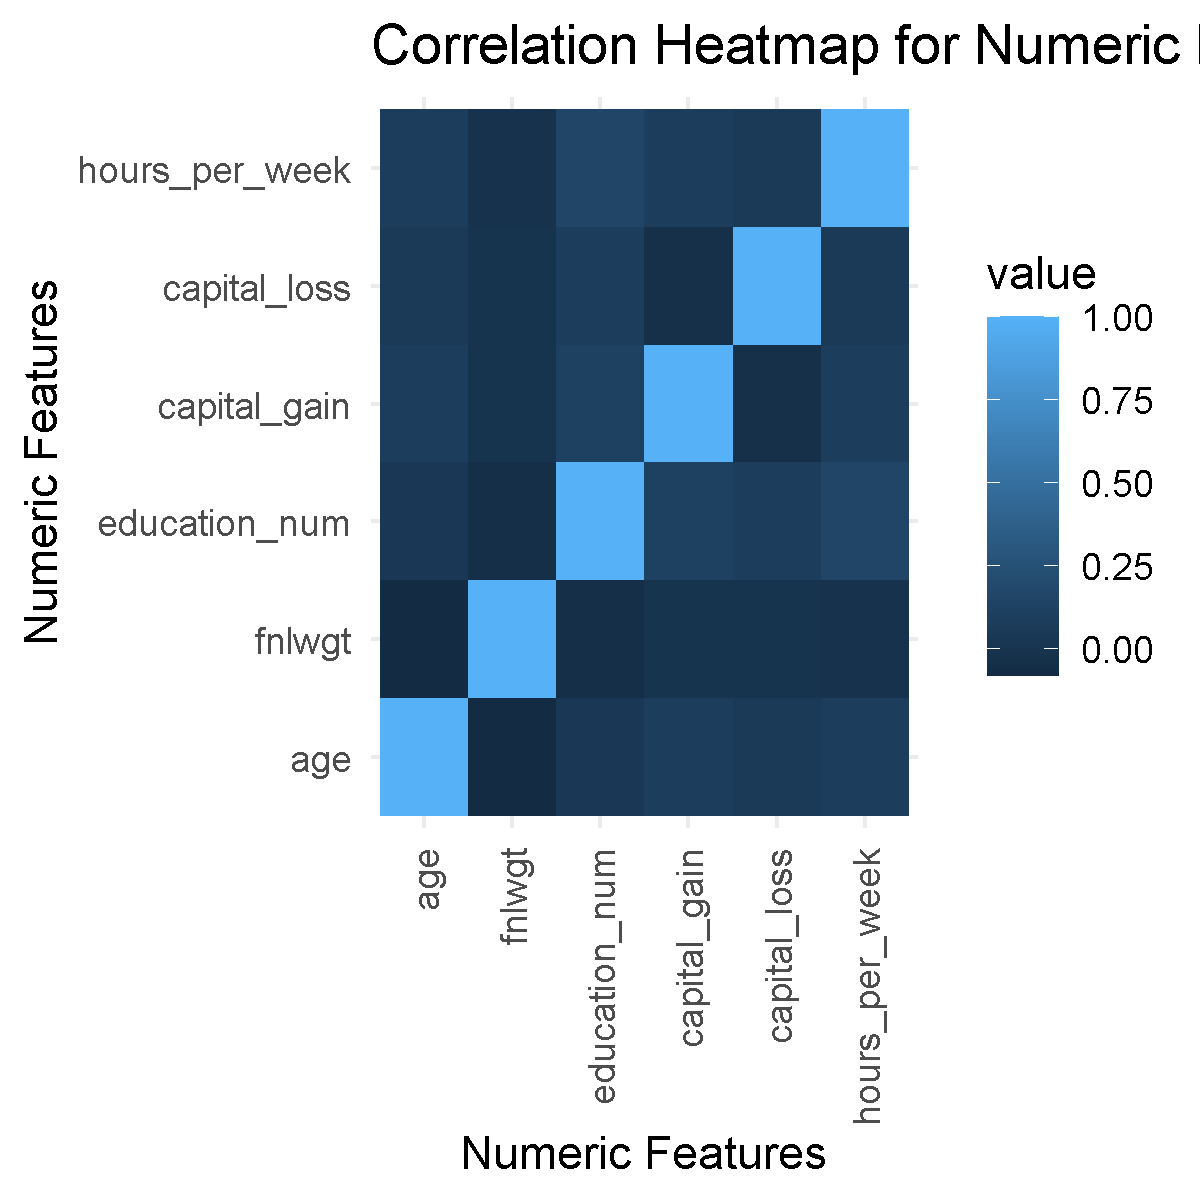 Correlation Heatmap for Numeric
Numeric Features
hours_per_week
capital_loss
capital_gain
education_num
fnlwgt
age
value
1.00
0.75
0.50
0.25
0.00
age
fnlwgt
education_num
capital_gain
capital_loss
hours_per_week
Numeric Features